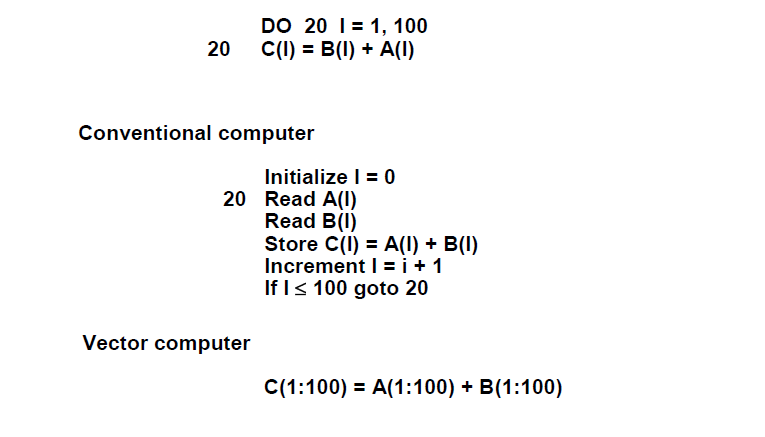 DO 20 I = 1, 100
20 C(I) = B(I) + A(I)
Conventional computer
Initialize I = 0
20 Read A(I)
Read B(I)
Store C(I) = A(I) + B(I)
Increment I = i + 1
If I ≤ 100 goto 20
Vector computer
C(1:100) = A(1:100) + B(1:100)